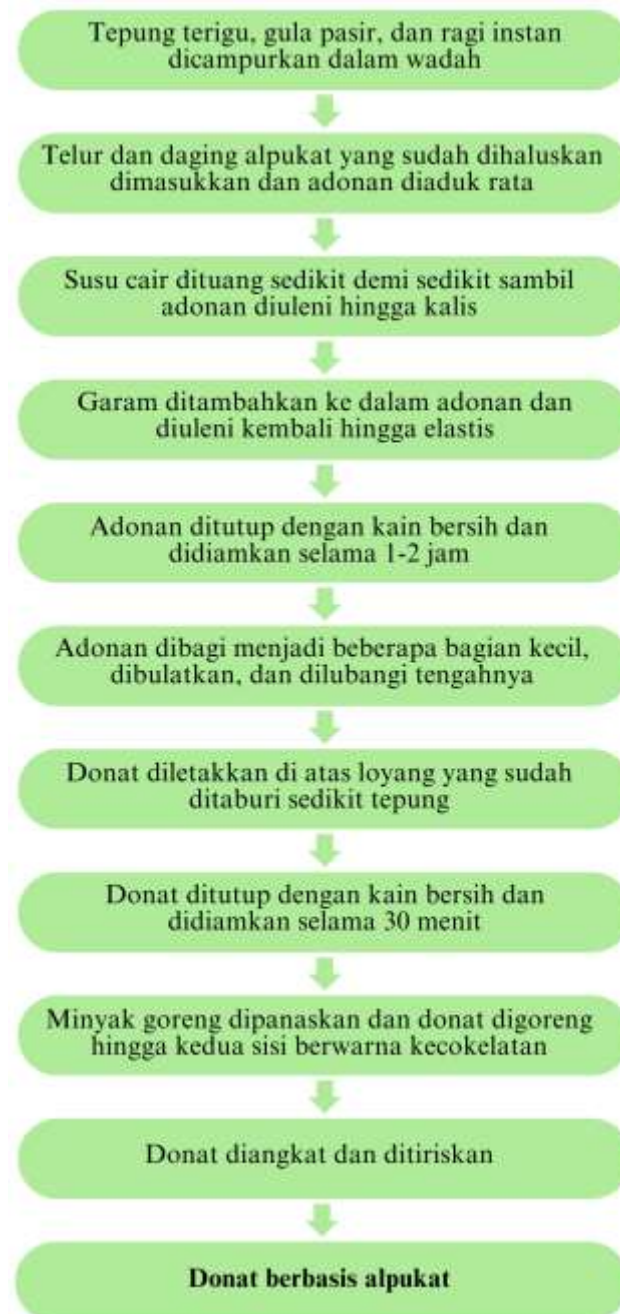 Tepung terigu, gula pasir, dan ragi instan
dicampurkan dalam wadah
Telur dan daging alpukat yang sudah dihaluskan
dimasukkan dan adonan diaduk rata
Susu cair dituang sedikit demi sedikit sambil
adonan diuleni hingga kalis
Garam ditambahkan ke dalam adonan dan
diuleni kembali hingga elastis
Adonan ditutup dengan kain bersih dan
didiamkan selama 1-2 jam
Adonan dibagi menjadi beberapa bagian kecil,
dibulatkan, dan dilubangi tengahnya
Donat diletakkan di atas loyang yang sudah
ditaburi sedikit tepung
Donat ditutup dengan kain bersih dan
didiamkan selama 30 menit
Minyak goreng dipanaskan dan donat digoreng
hingga kedua sisi berwarna kecokelatan
Donat diangkat dan ditiriskan
Donat berbasis alpukat